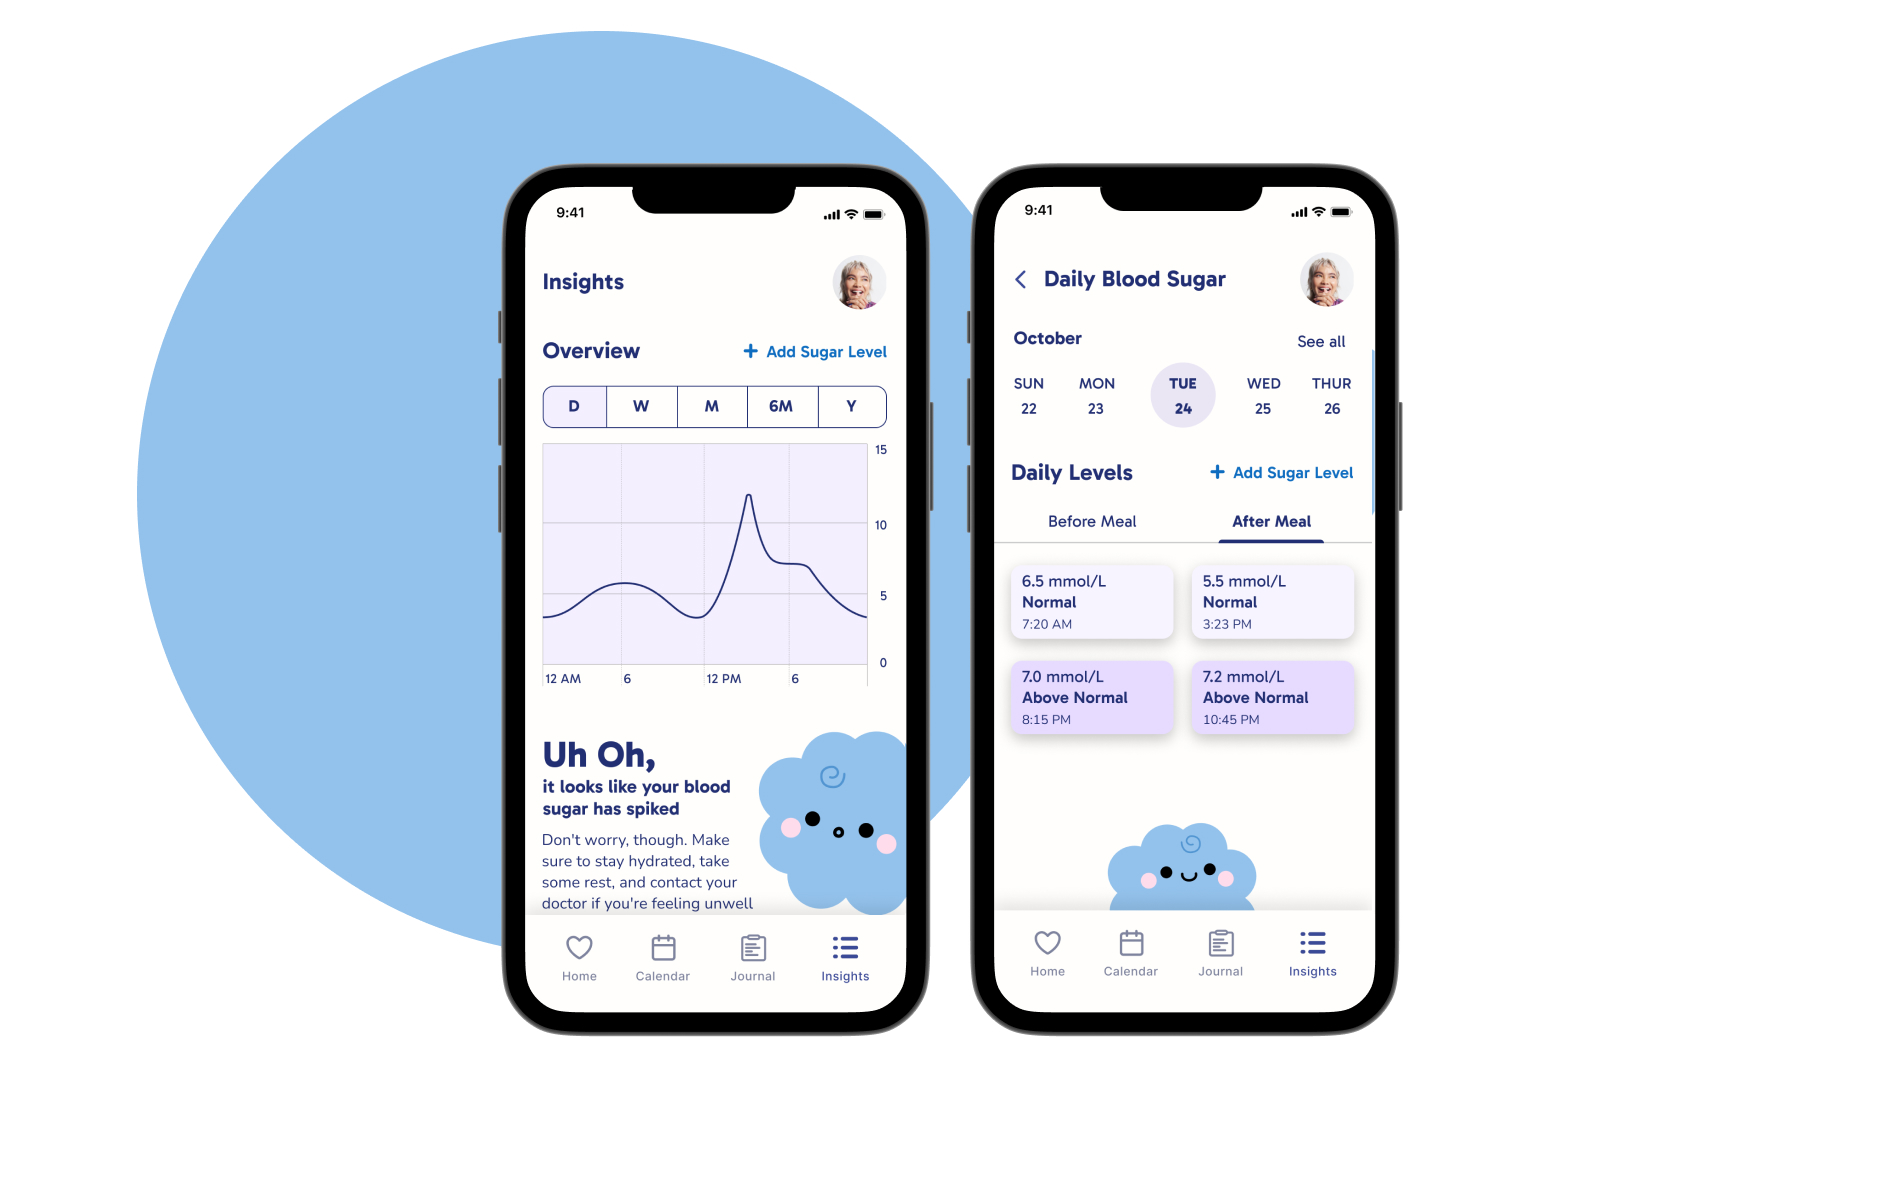 9:41
Insights
Overview
+ Add Sugar Level
D W M 6M Y
15
10
5
0
12 AM 6 12 PM 6
Uh Oh,
it looks like your blood
sugar has spiked
Don't worry, though. Make
sure to stay hydrated, take
some rest, and contact your
doctor if you're feeling unwell
Home Calendar Journal Insights
9:41
Daily Blood Sugar
October See all
SUN MON TUE WED THUR
22 23 24 25 26
Daily Levels + Add Sugar Level
Before Meal After Meal
6.5 mmol/L
Normal
7:20 AM
5.5 mmol/L
Normal
3:23 PM
7.0 mmol/L
Above Normal
8:15 PM
7.2 mmol/L
Above Normal
10:45 PM
Home Calendar Journal Insights